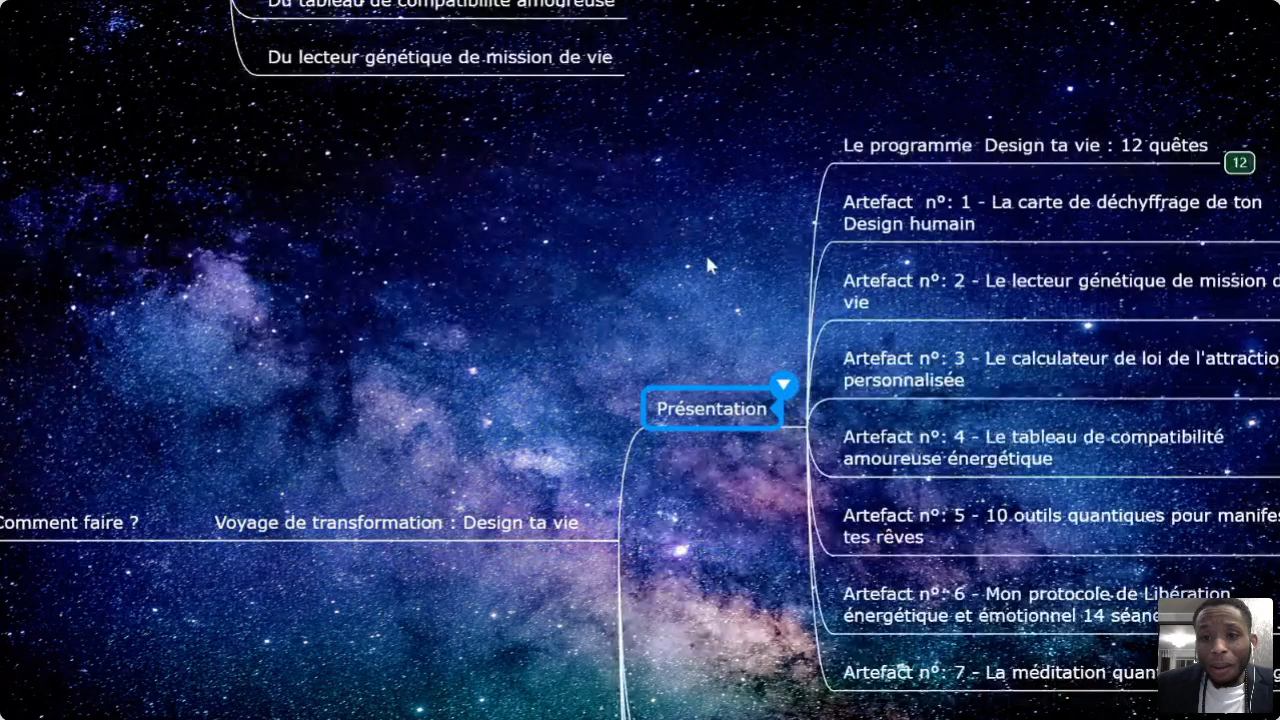 Du tableau de compatibilité amoureuse
Du lecteur génétique de mission de vie
Le programme Design ta vie : 12 quêtes
12
Artefact n°: 1 - La carte de déchyffrage de ton
Design humain
Artefact n°: 2 - Le lecteur génétique de mission
vie
Artefact n°: 3 - Le calculateur de loi de l'attractio
personnalisée
Présentation
Artefact n°: 4 - Le tableau de compatibilité
amoureuse énergétique
Comment faire ?
Voyage de transformation : Design ta vie
Artefact n°: 5 - 10 outils quantiques pour manifes
tes rêves
Artefact n°: 6 - Mon protocole de Libération
énergétique et émotionnel 14 séanc
Artefact n°: 7 - La méditation quant